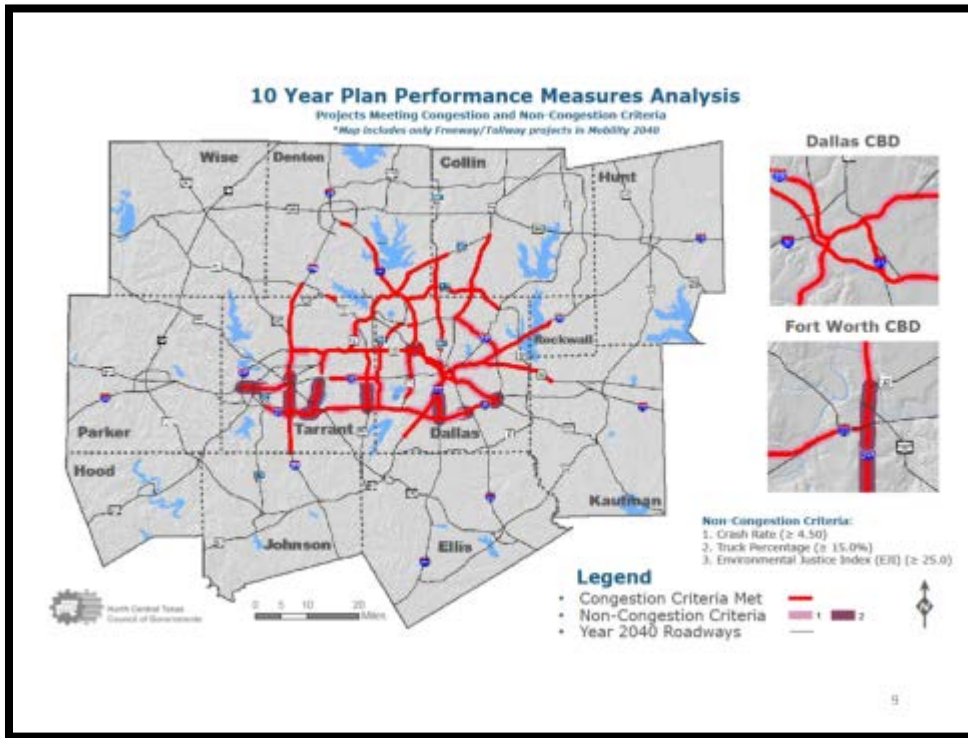 10 Year Plan Performance Measures Analysis
Projects Meeting Congestion and Non-Congestion Criteria
*Map includes only Freeway/Tollway projects in Mobility 2040
Dallas CBD
Wise
Denton
Collin
Hunt
Fort Worth CBD
Rockwall
Parker
Tarrant
Dallas
Hood
Kaufman
Johnson
Ellis
Non-Congestion Criteria:
1. Crash Rate (≥ 4.50)
2. Truck Percentage (≥ 15.0%)
3. Environmental Justice Index (EJI) (≥ 25.0)
Legend
• Congestion Criteria Met
• Non-Congestion Criteria 1 2
• Year 2040 Roadways
North Central Texas
Council of Governments
0 5 10 20
Miles
N
9